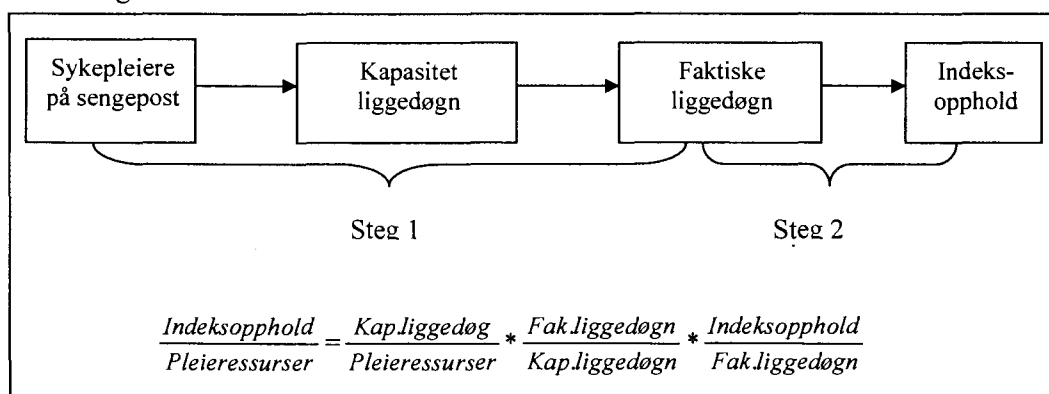 Sykepleiere
på sengepost
Kapasitet
liggedøgn
Faktiske
liggedøgn
Indeks-
opphold
Steg 1
Steg 2
Indeksopphold / Pleieressurser = Kap.liggedøg / Pleieressurser * Fak.liggedøgn / Kap.liggedøgn * Indeksopphold / Fak.liggedøgn